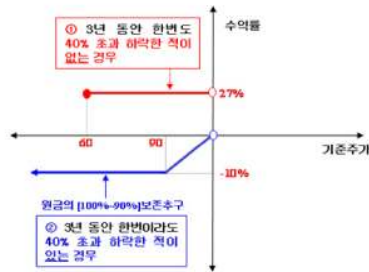 수익률
① 3년 동안 한번도
40% 초과 하락한 적이
없는 경우
27%
60
90
기준주가
-10%
원금의 [100%-90%]보존추구
② 3년 동안 한번이라도
40% 초과 하락한 적이
있는 경우